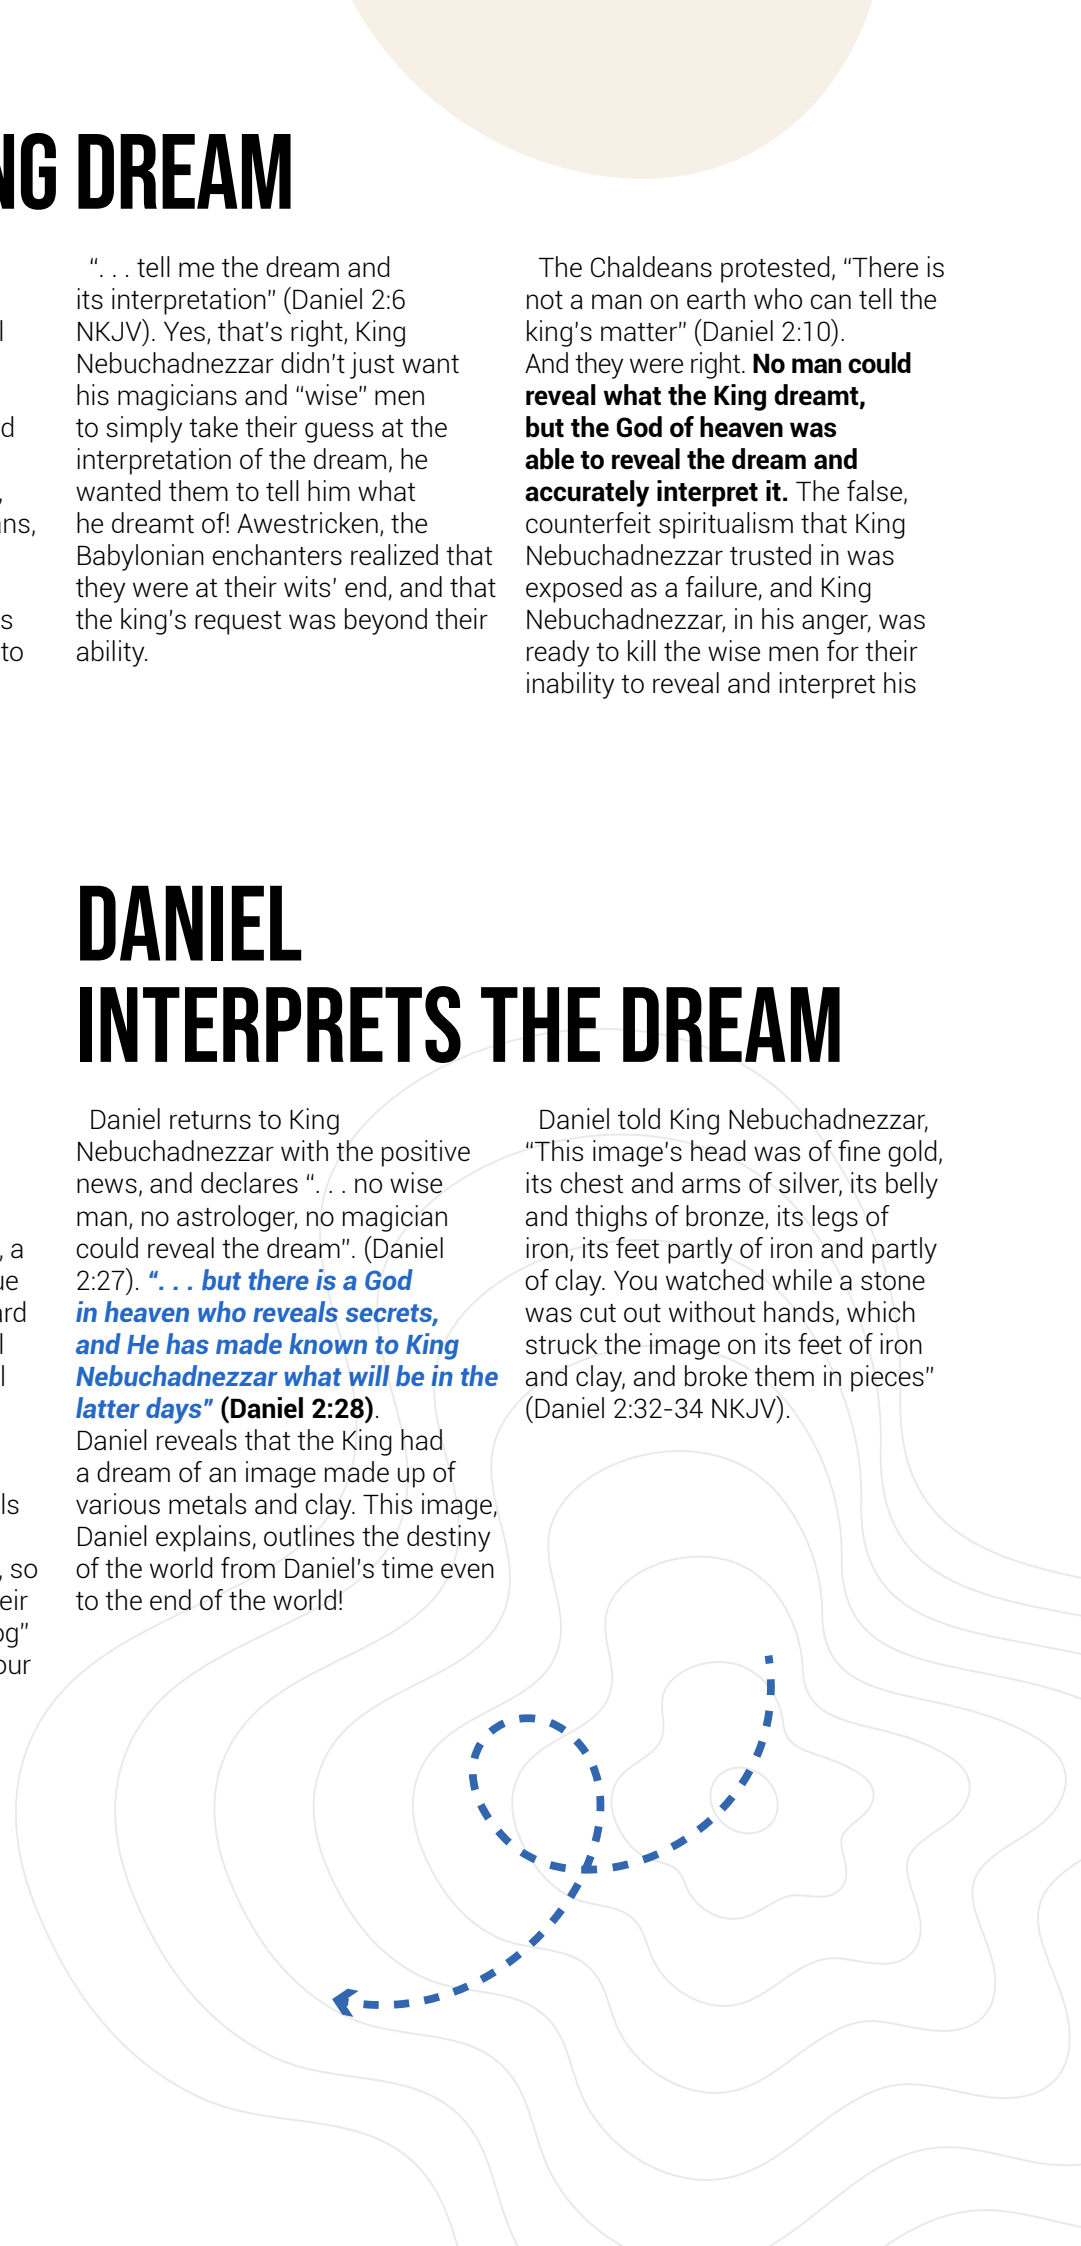 NG DREAM
l
d
,
ns,
s
to
“. . . tell me the dream and
its interpretation” (Daniel 2:6
NKJV). Yes, that’s right, King
Nebuchadnezzar didn’t just want
his magicians and “wise” men
to simply take their guess at the
interpretation of the dream, he
wanted them to tell him what
he dreamt of! Awestricken, the
Babylonian enchanters realized that
they were at their wits’ end, and that
the king’s request was beyond their
ability.
The Chaldeans protested, “There is
not a man on earth who can tell the
king’s matter” (Daniel 2:10).
And they were right. No man could
reveal what the King dreamt,
but the God of heaven was
able to reveal the dream and
accurately interpret it. The false,
counterfeit spiritualism that King
Nebuchadnezzar trusted in was
exposed as a failure, and King
Nebuchadnezzar, in his anger, was
ready to kill the wise men for their
inability to reveal and interpret his
DANIEL
INTERPRETS THE DREAM
, a
ue
ard
l
l
ls
, so
eir
og”
our
Daniel returns to King
Nebuchadnezzar with the positive
news, and declares “. . . no wise
man, no astrologer, no magician
could reveal the dream”. (Daniel
2:27). “. . . but there is a God
in heaven who reveals secrets,
and He has made known to King
Nebuchadnezzar what will be in the
latter days” (Daniel 2:28).
Daniel reveals that the King had
a dream of an image made up of
various metals and clay. This image,
Daniel explains, outlines the destiny
of the world from Daniel’s time even
to the end of the world!
Daniel told King Nebuchadnezzar,
“This image’s head was of fine gold,
its chest and arms of silver, its belly
and thighs of bronze, its legs of
iron, its feet partly of iron and partly
of clay. You watched while a stone
was cut out without hands, which
struck the image on its feet of iron
and clay, and broke them in pieces”
(Daniel 2:32-34 NKJV).